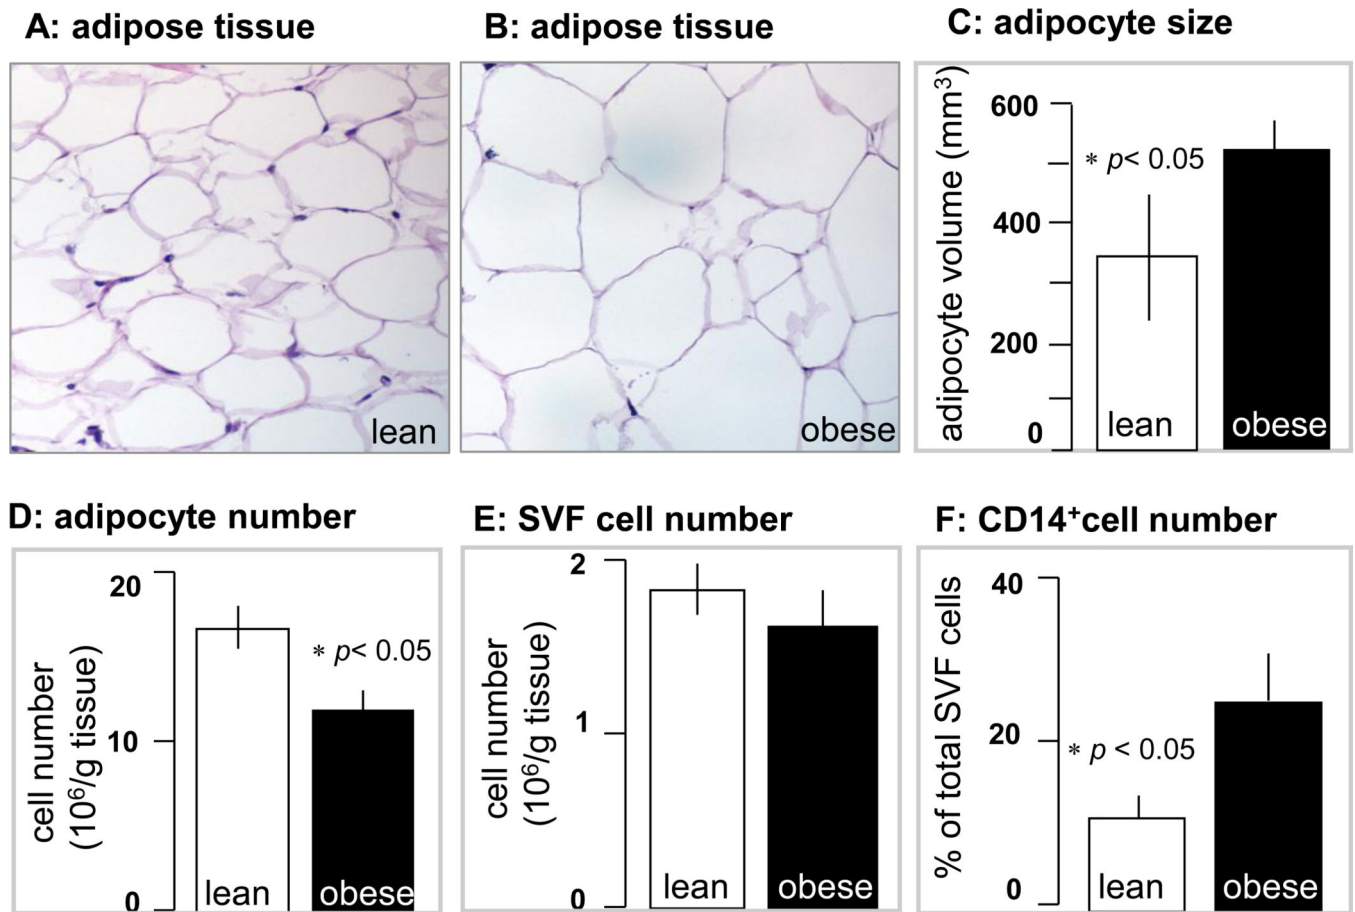 A: adipose tissue
lean
B: adipose tissue
obese
C: adipocyte size
adipocyte volume (mm³)
600
400
200
0
* p< 0.05
lean
obese
D: adipocyte number
cell number
(10⁶/g tissue)
20
10
0
* p< 0.05
lean
obese
E: SVF cell number
cell number
(10⁶/g tissue)
2
1
0
lean
obese
F: CD14⁺cell number
% of total SVF cells
40
20
0
* p < 0.05
lean
obese